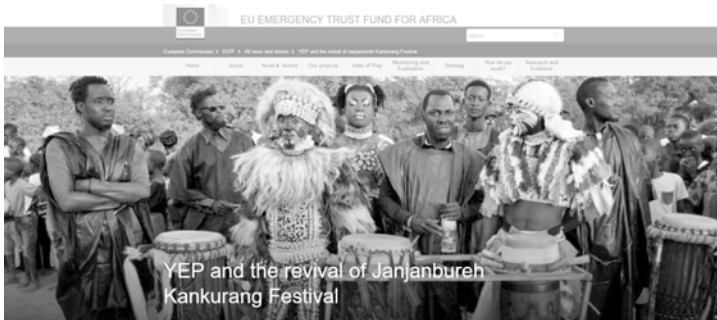 European
Commission
EU EMERGENCY TRUST FUND FOR AFRICA
Search
European Commission > EUTF > All news and stories > YEP and the revival of Janjanbureh Kankurang Festival
Home
About
News & Stories
Our projects
State of Play
Monitoring and
Evaluation
Strategy
How do we
work?
Research and
Evidence
YEP and the revival of Janjanbureh
Kankurang Festival